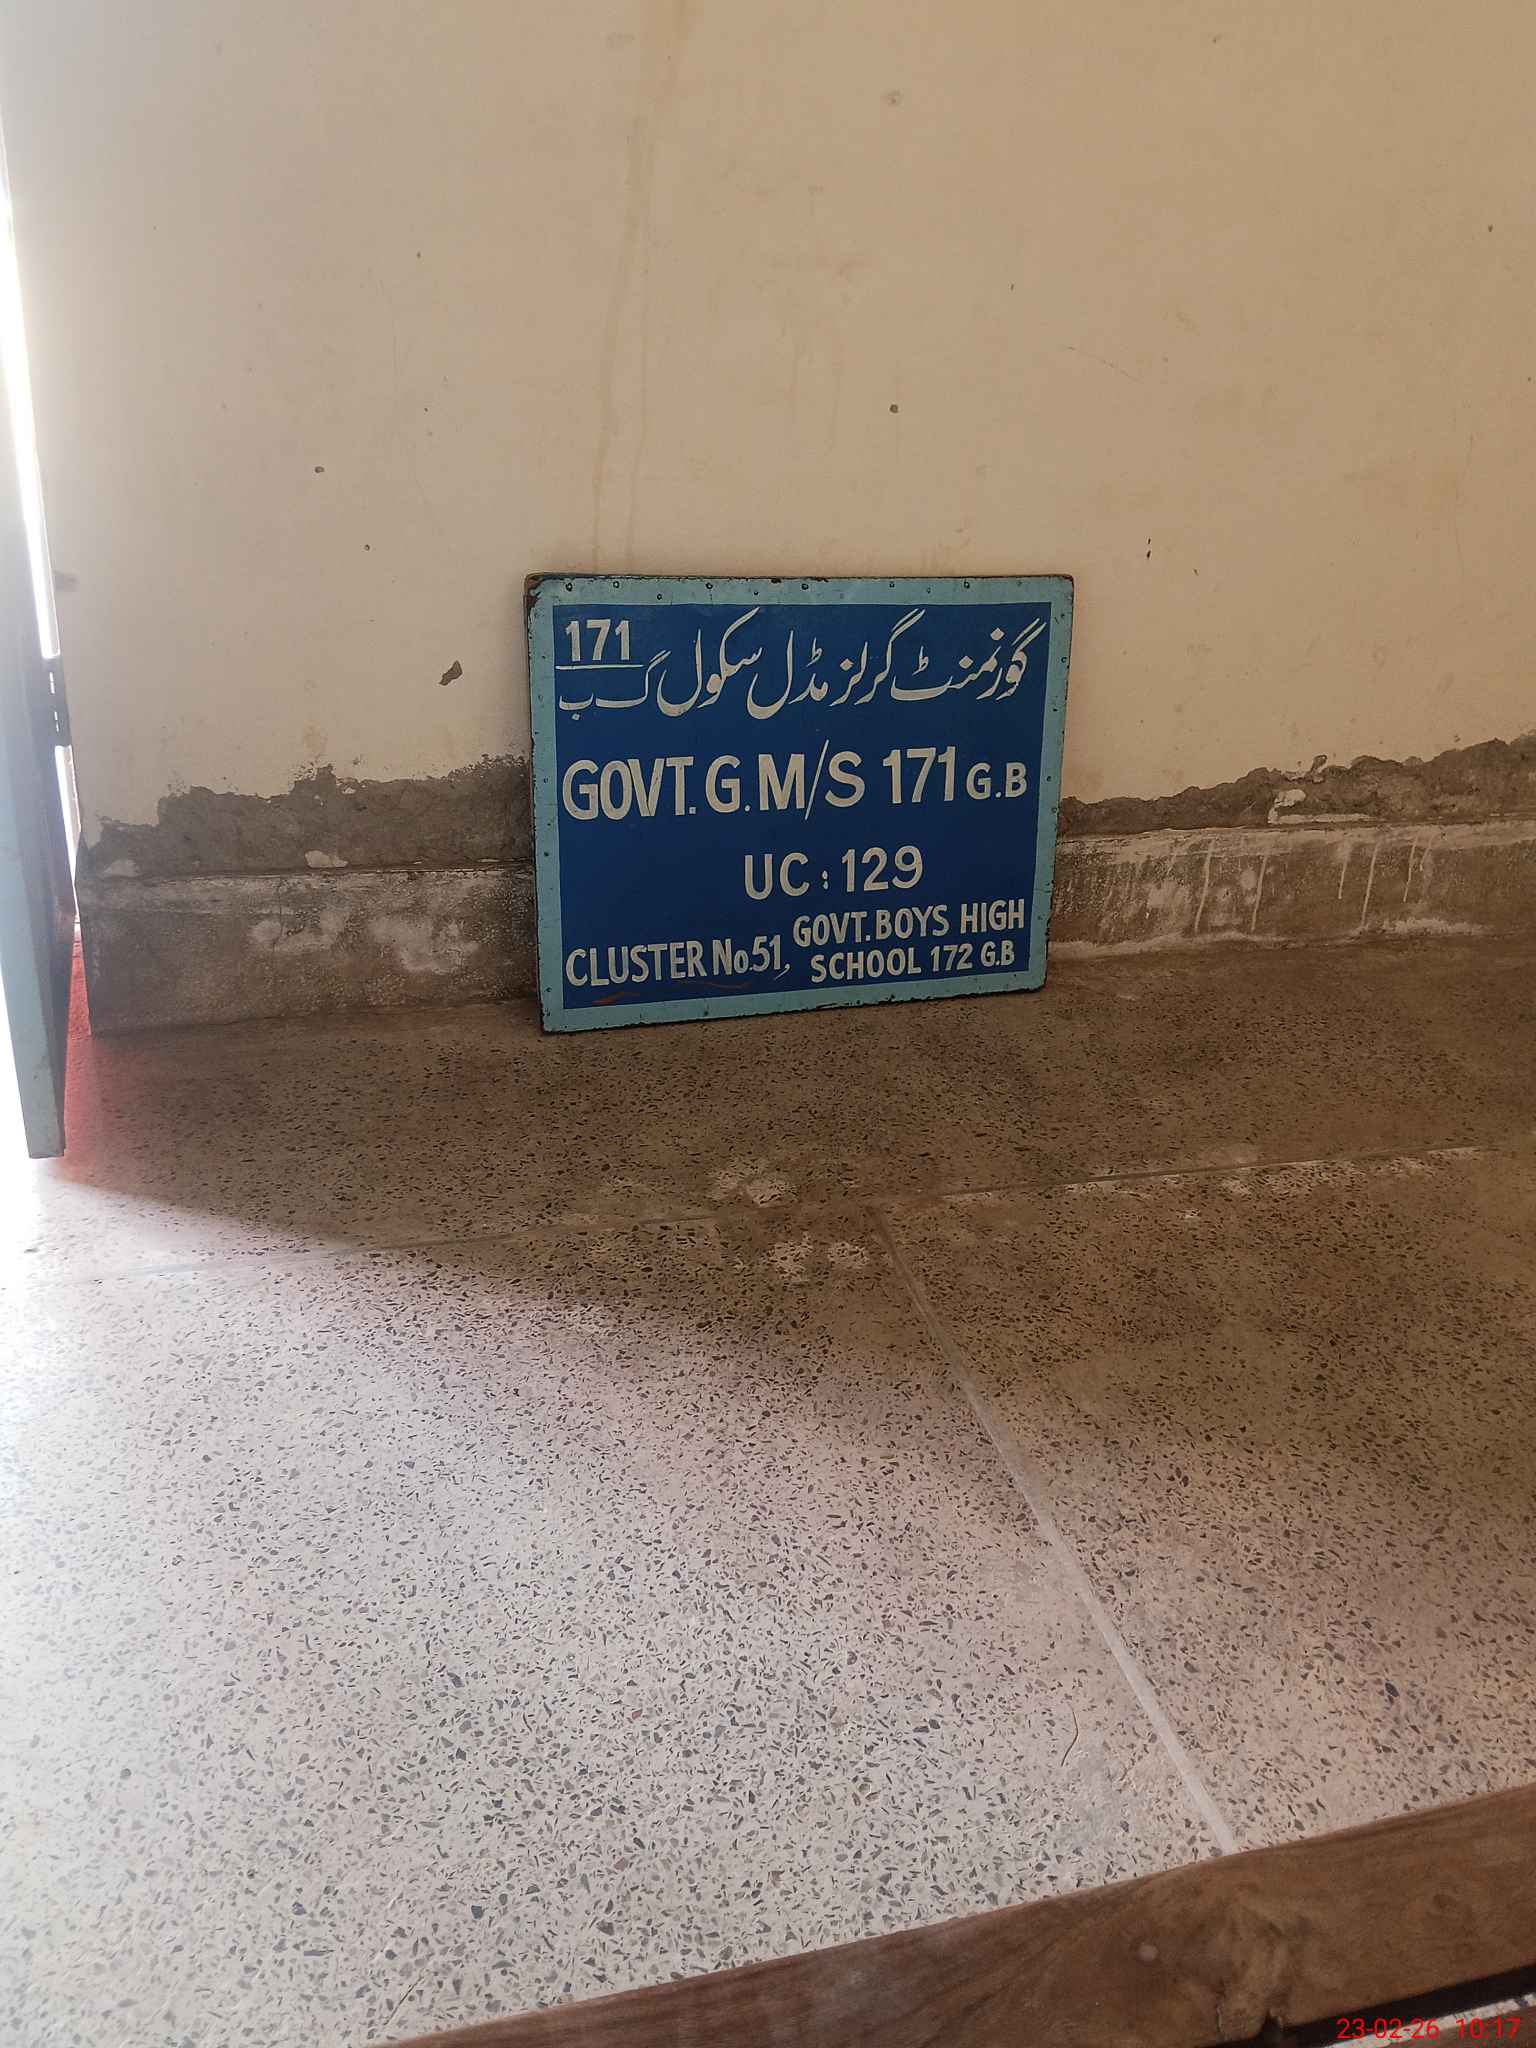 گورنمنٹ گرلز مڈل سکول 171 گ ب
GOVT. G.M/S 171 G.B
UC : 129
CLUSTER No.51, GOVT. BOYS HIGH
SCHOOL 172 G.B
23-02-26 10:17